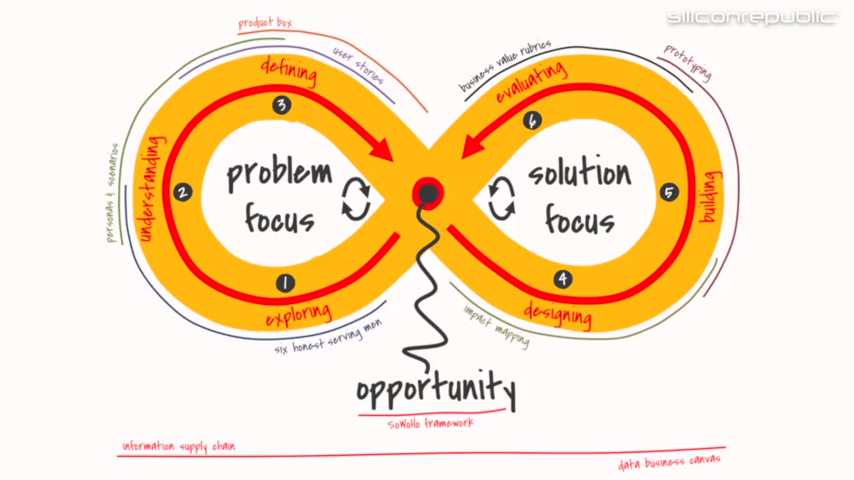 siliconrepublic
product box
user stories
business value rubrics
prototyping
defining
evaluating
3
6
personas & scenarios
understanding
2
problem
focus
solution
focus
5
building
1
4
exploring
designing
six honest serving men
impact mapping
opportunity
SoWoHo framework
information supply chain
data business canvas